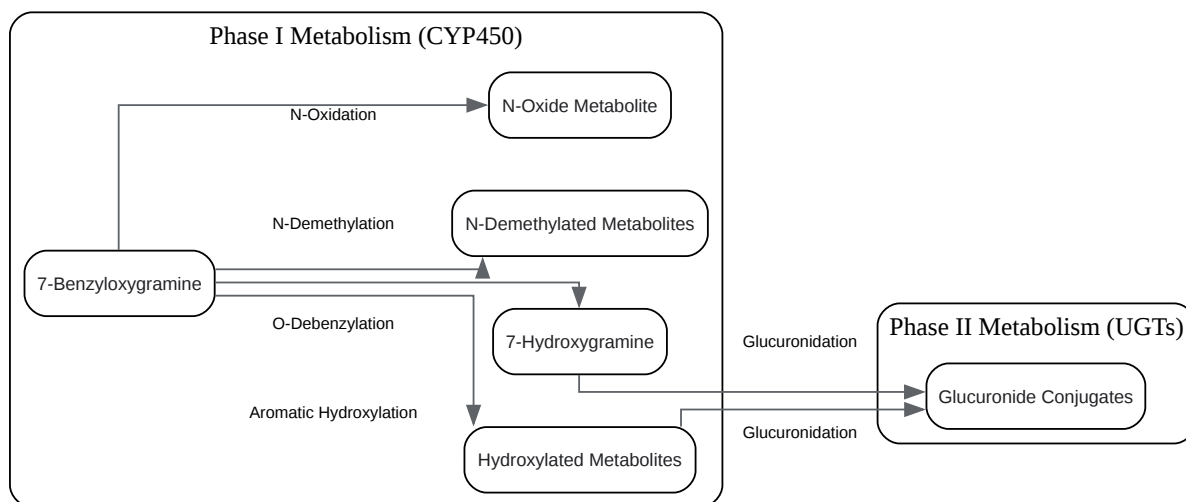 Phase I Metabolism (CYP450)
N-Oxide Metabolite
N-Oxidation
N-Demethylation
N-Demethylated Metabolites
7-Benzyloxygramine
O-Debenzylation
7-Hydroxygramine
Aromatic Hydroxylation
Hydroxylated Metabolites
Glucuronidation
Glucuronidation
Phase II Metabolism (UGTs)
Glucuronide Conjugates